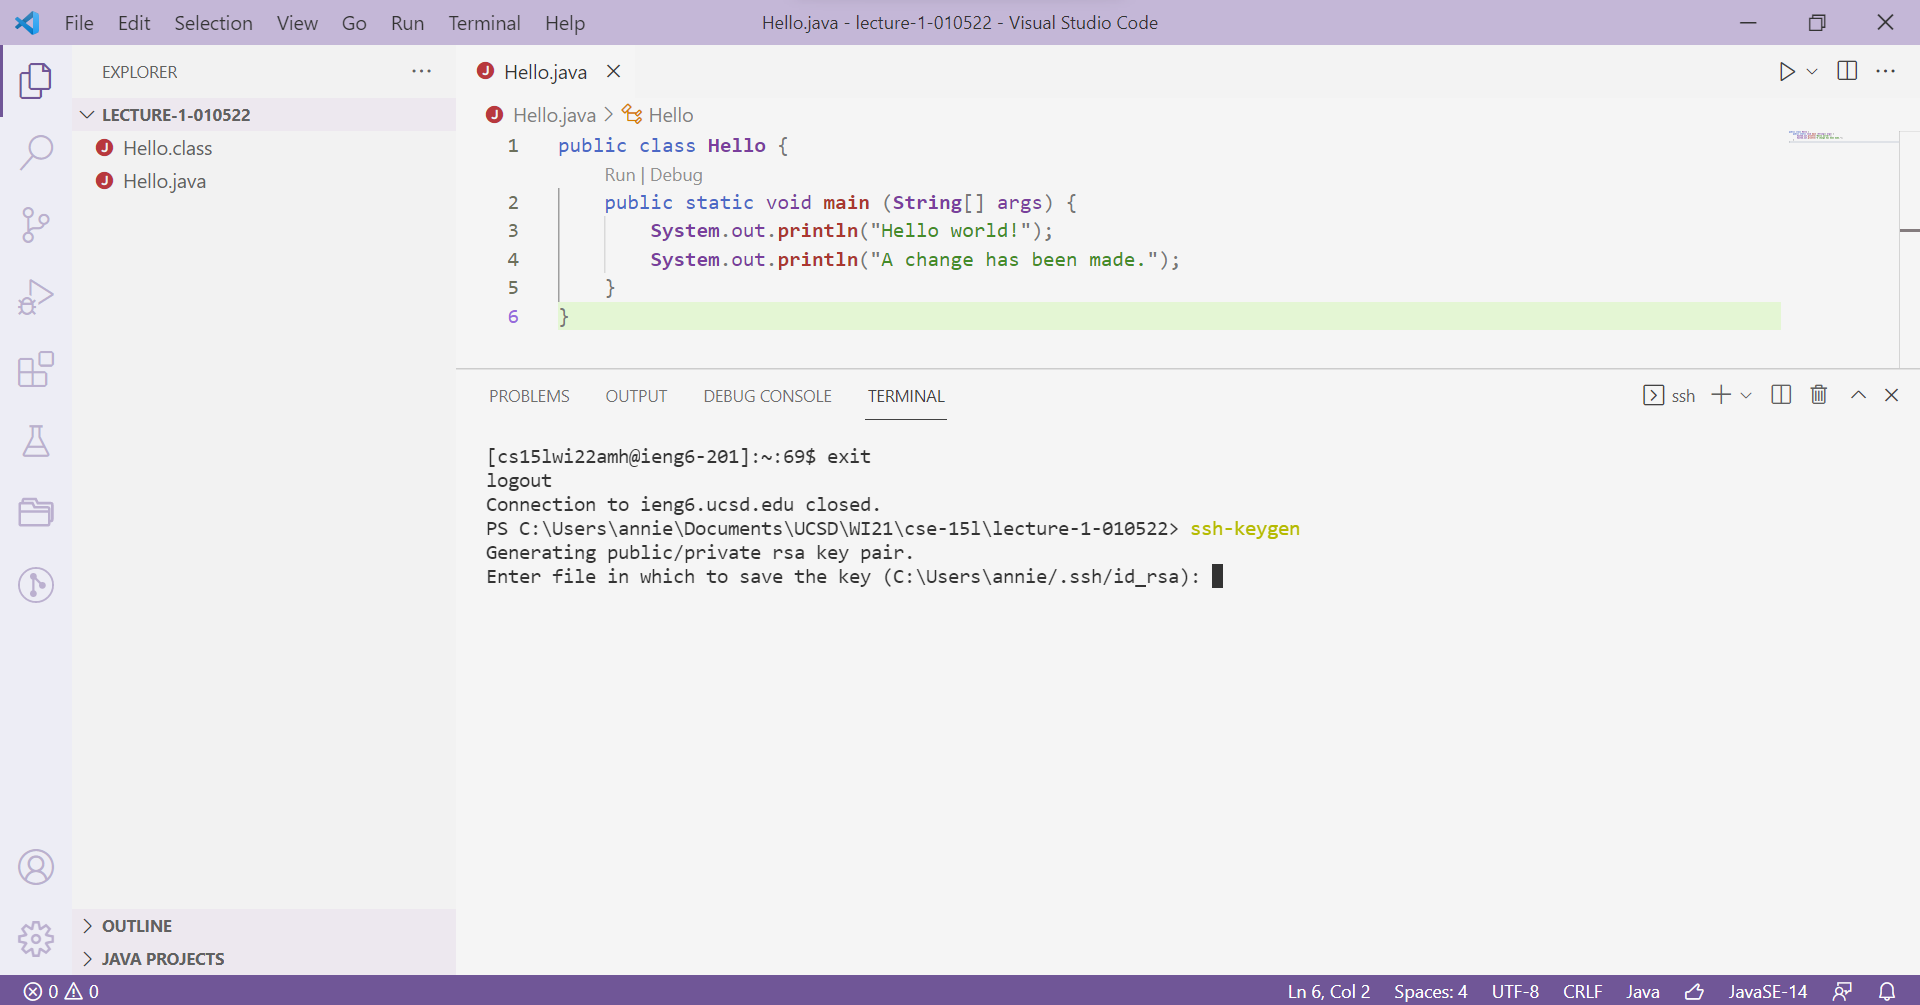 File Edit Selection View Go Run Terminal Help
Hello.java - lecture-1-010522 - Visual Studio Code
EXPLORER
LECTURE-1-010522
Hello.class
Hello.java
OUTLINE
JAVA PROJECTS
Hello.java
Hello.java > Hello
1 public class Hello {
Run | Debug
2 public static void main (String[] args) {
3 System.out.println("Hello world!");
4 System.out.println("A change has been made.");
5 }
6 }
PROBLEMS OUTPUT DEBUG CONSOLE TERMINAL
ssh
[cs15lwi22amh@ieng6-201]:~:69$ exit
logout
Connection to ieng6.ucsd.edu closed.
PS C:\Users\annie\Documents\UCSD\WI21\cse-15l\lecture-1-010522> ssh-keygen
Generating public/private rsa key pair.
Enter file in which to save the key (C:\Users\annie/.ssh/id_rsa):
0 0
Ln 6, Col 2 Spaces: 4 UTF-8 CRLF Java JavaSE-14